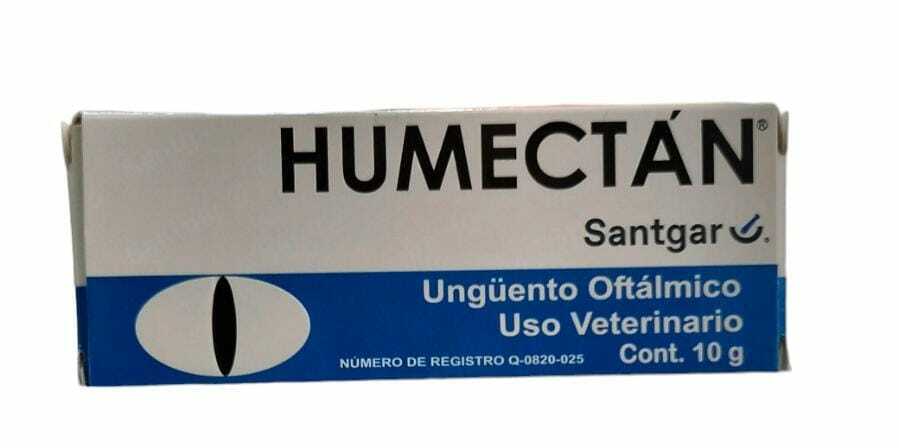 HUMECTÁN®
Santgar
Ungüento Oftálmico
Uso Veterinario
NÚMERO DE REGISTRO Q-0820-025 Cont. 10 g